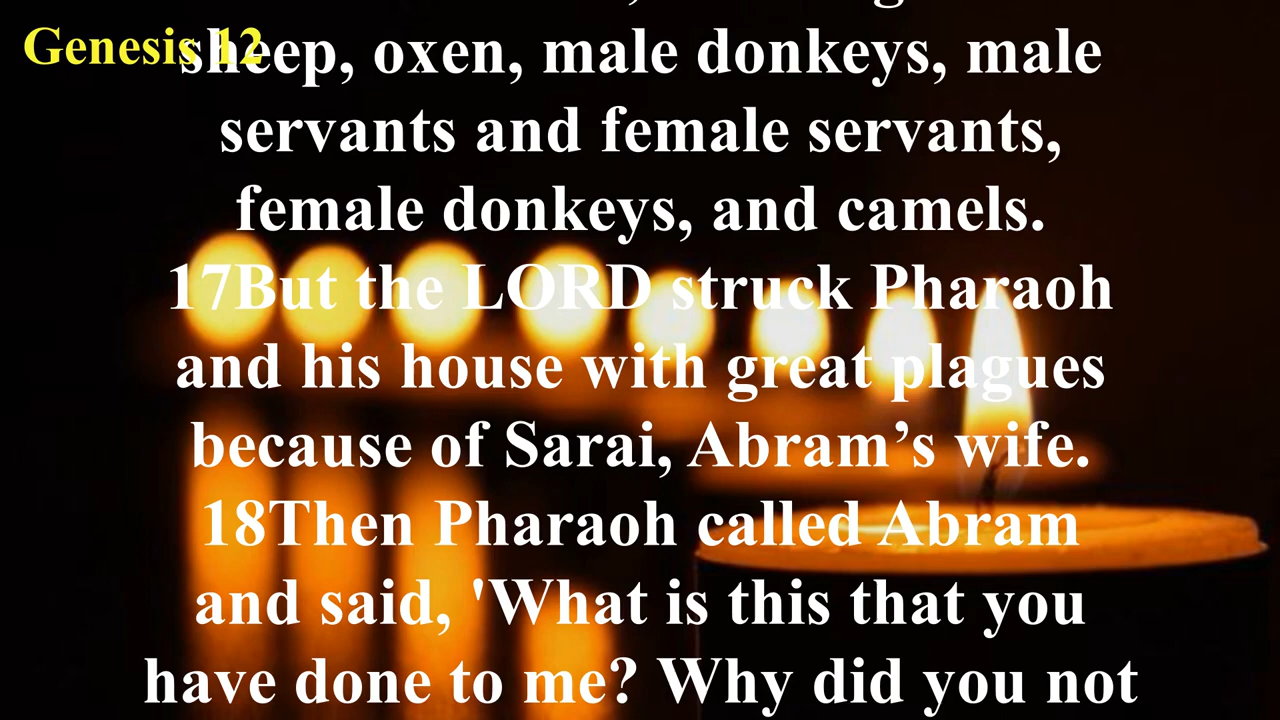 Genesis 12
sheep, oxen, male donkeys, male
servants and female servants,
female donkeys, and camels.
17But the LORD struck Pharaoh
and his house with great plagues
because of Sarai, Abram’s wife.
18Then Pharaoh called Abram
and said, 'What is this that you
have done to me? Why did you not